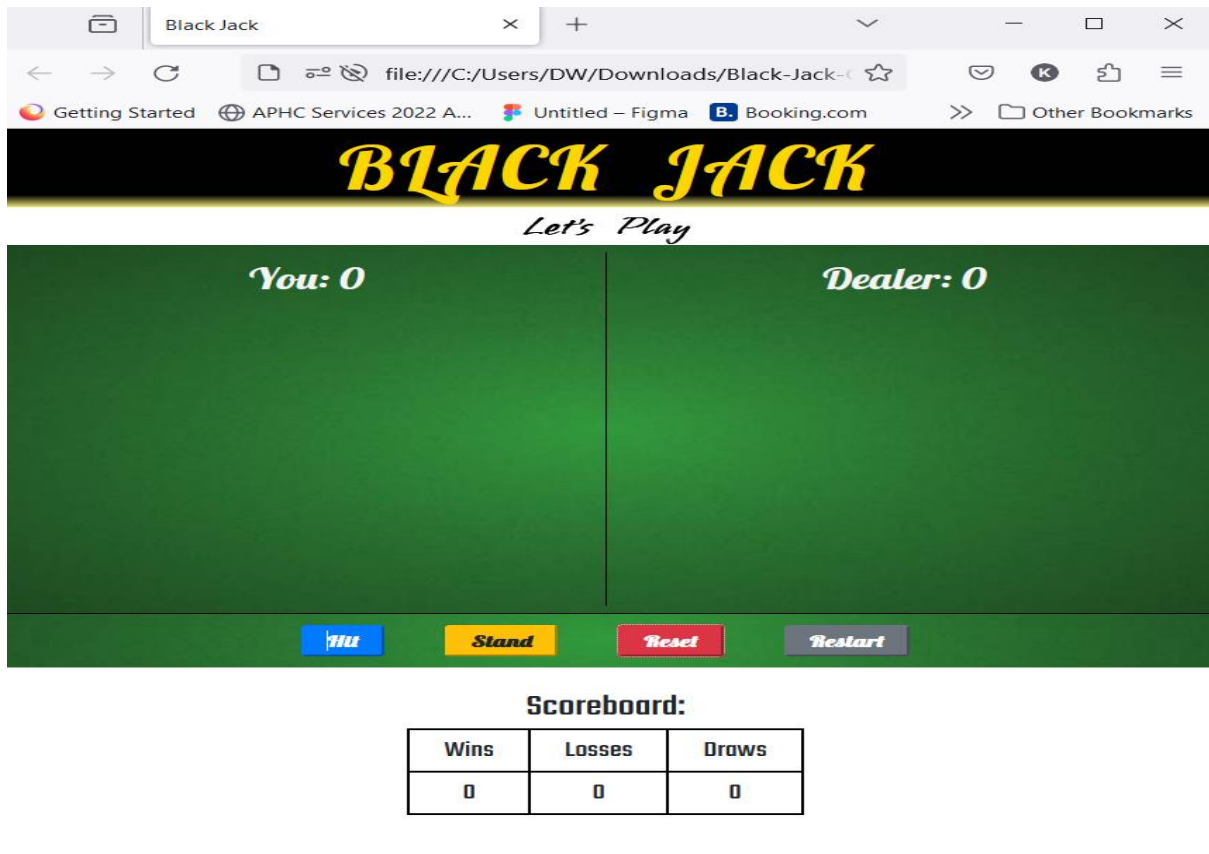 Black Jack
file:///C:/Users/DW/Downloads/Black-Jack-
K
Getting Started APHC Services 2022 A... Untitled – Figma B. Booking.com >> Other Bookmarks
BLACK JACK
Let's Play
You: 0 Dealer: 0
Hit Stand Reset Restart
Scoreboard:
Wins Losses Draws
0 0 0